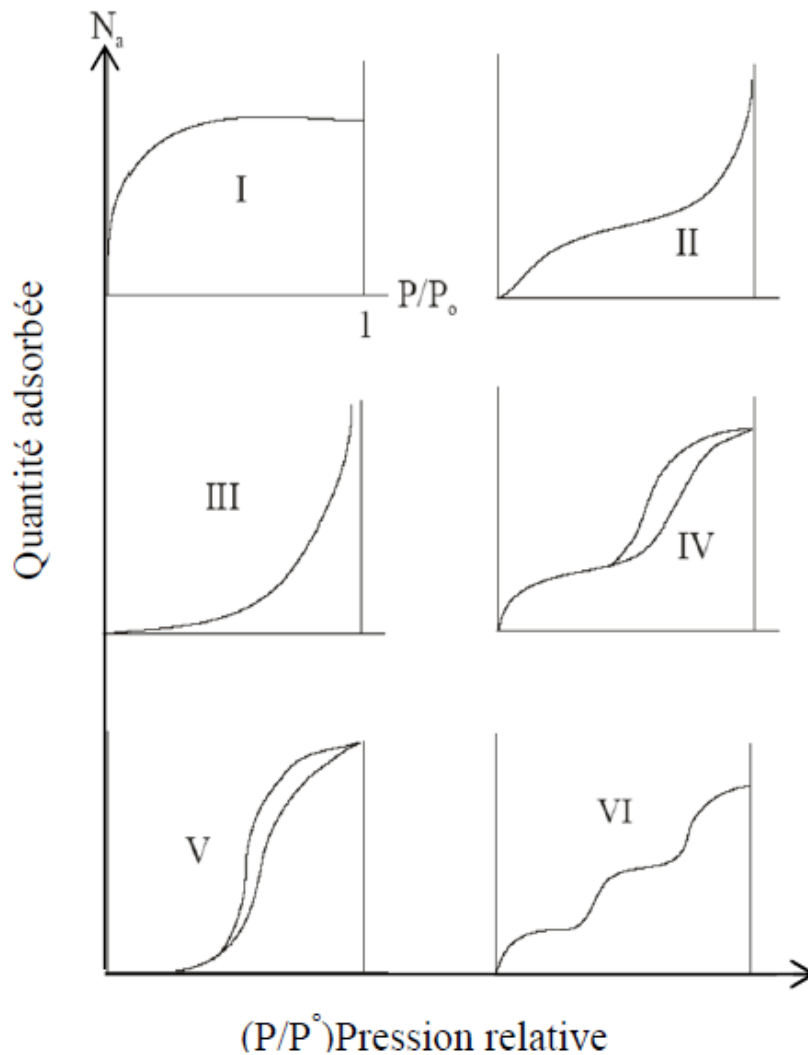 Nₐ
I
II
P/Pₒ
1
Quantité adsorbée
III
IV
V
VI
(P/P°)Pression relative